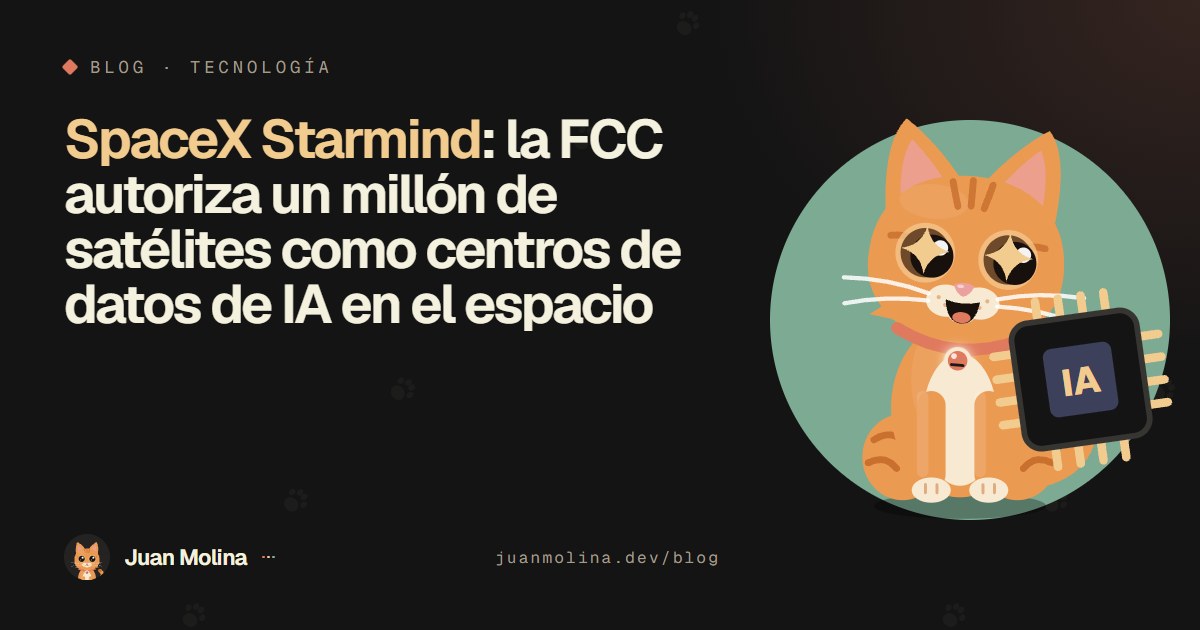 BLOG · TECNOLOGÍA
SpaceX Starmind: la FCC
autoriza un millón de
satélites como centros de
datos de IA en el espacio
IA
Juan Molina ···
juanmolina.dev/blog